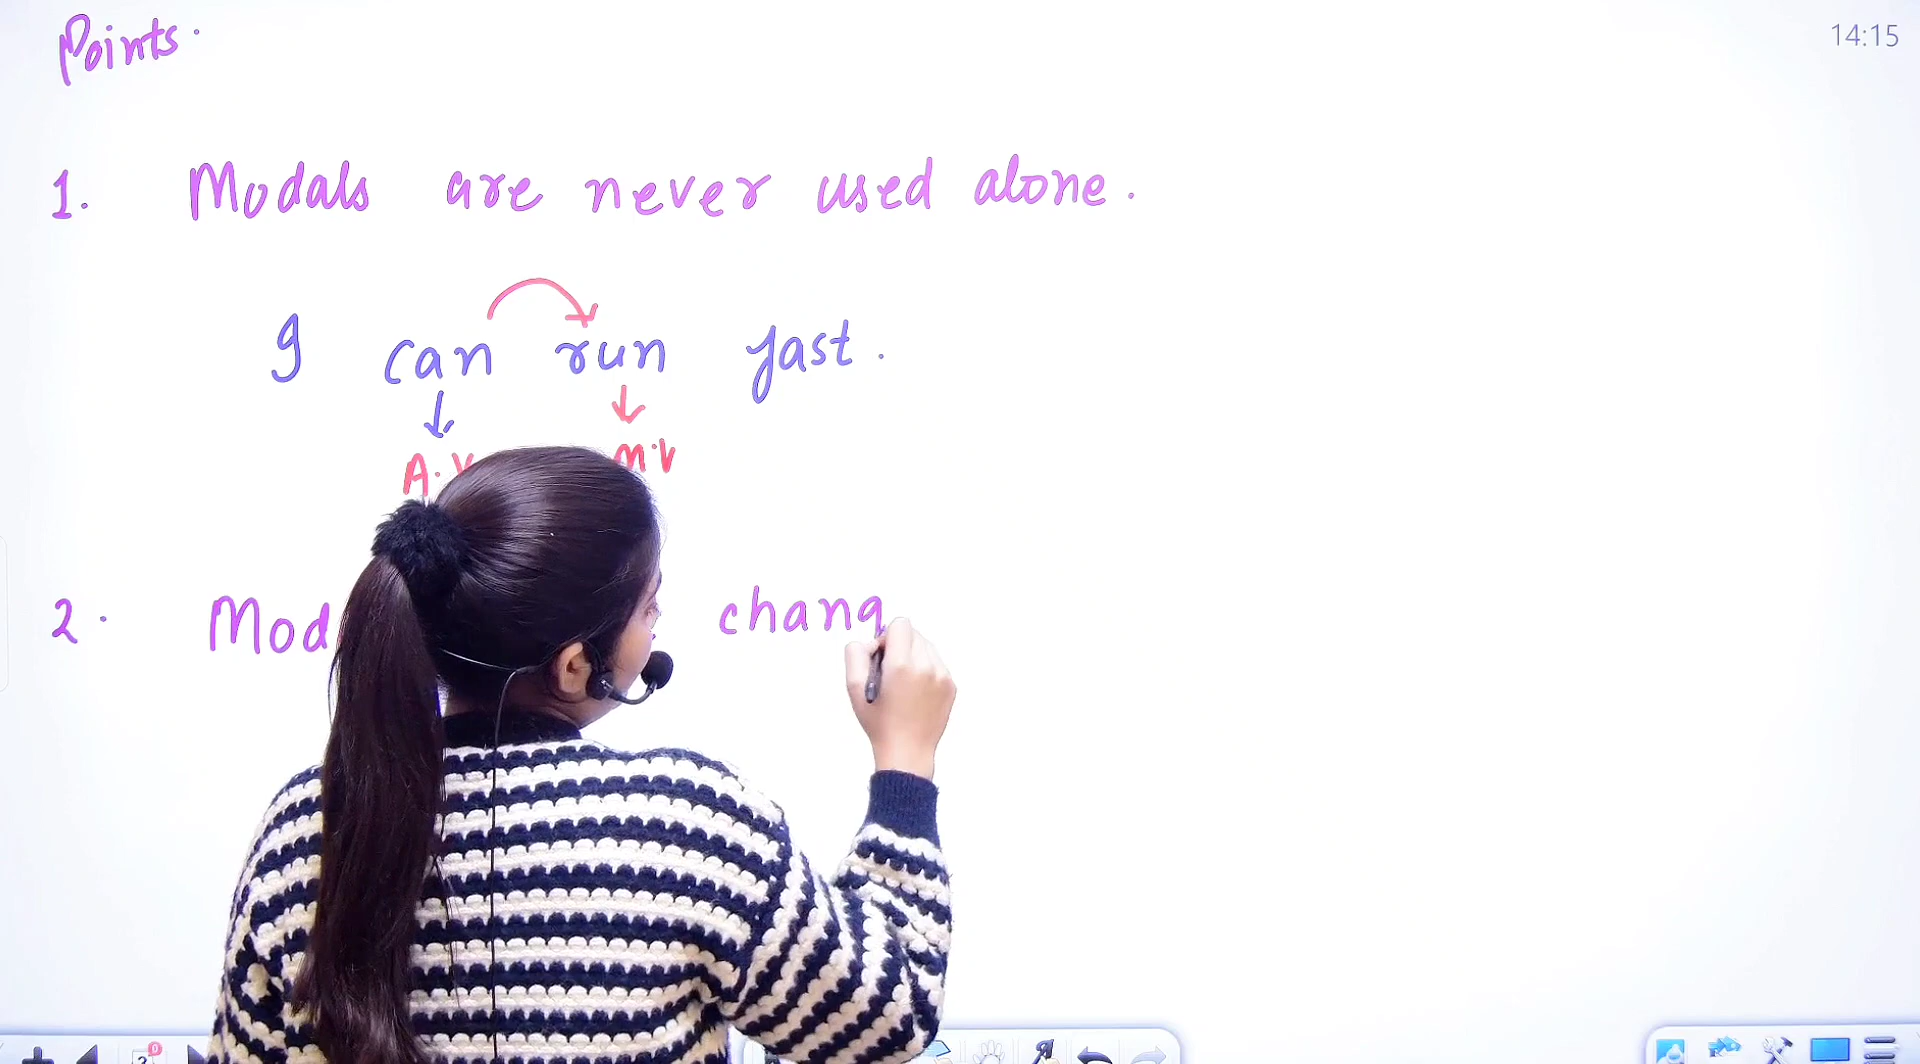 Points.
14:15
1. Modals are never used alone.
I can run fast.
A.V M.V
2. Mod chang